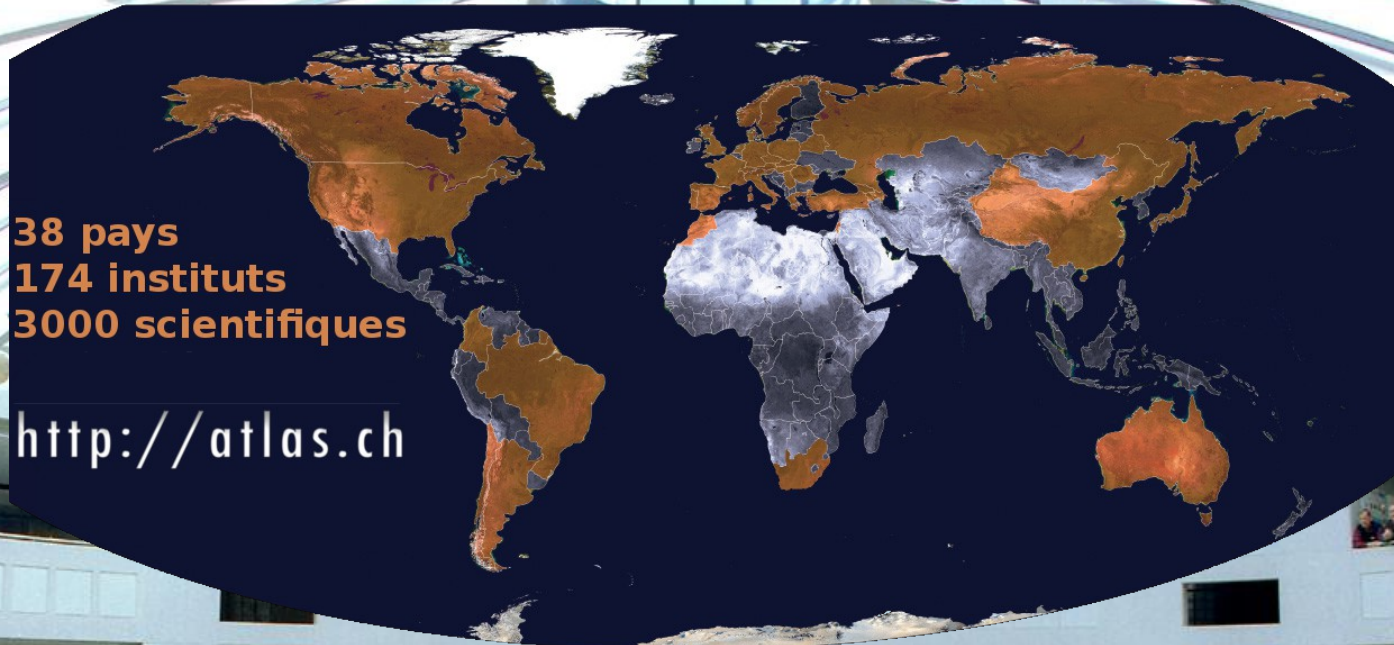 38 pays
174 instituts
3000 scientifiques
http://atlas.ch